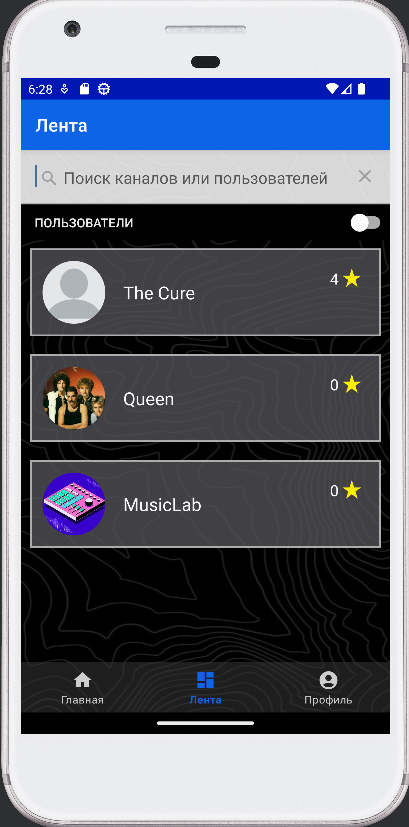 6:28
Лента
Поиск каналов или пользователей
ПОЛЬЗОВАТЕЛИ
4
The Cure
0
Queen
0
MusicLab
Главная
Лента
Профиль